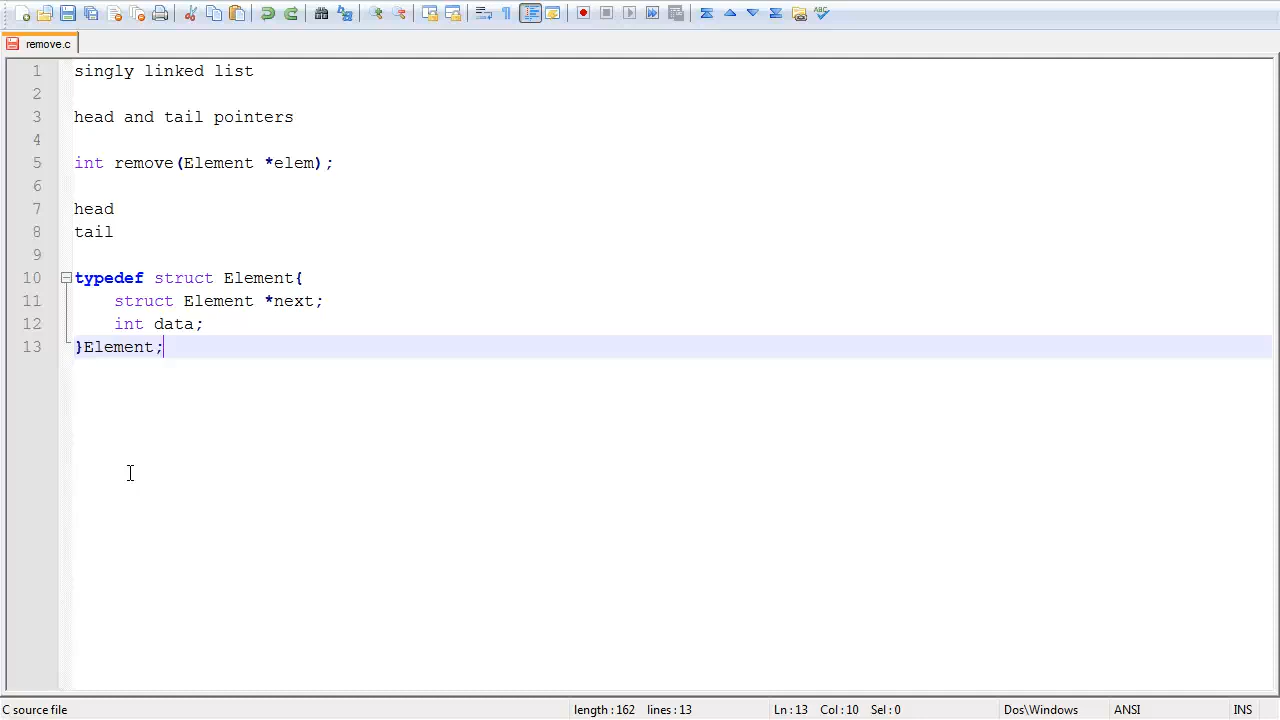 remove.c
1 singly linked list
2
3 head and tail pointers
4
5 int remove(Element *elem);
6
7 head
8 tail
9
10 typedef struct Element{
11 struct Element *next;
12 int data;
13 }Element;
C source file length : 162 lines : 13 Ln : 13 Col : 10 Sel : 0 Dos\Windows ANSI INS